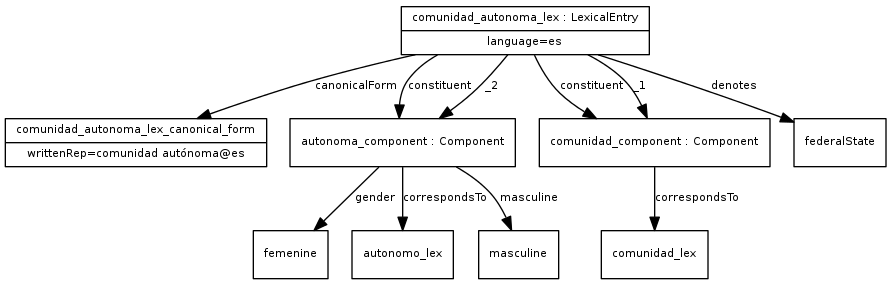 comunidad_autonoma_lex : LexicalEntry
language=es
canonicalForm
constituent
_2
constituent
_1
denotes
comunidad_autonoma_lex_canonical_form
writtenRep=comunidad autónoma@es
autonoma_component : Component
comunidad_component : Component
federalState
gender
correspondsTo
masculine
correspondsTo
femenine
autonomo_lex
masculine
comunidad_lex